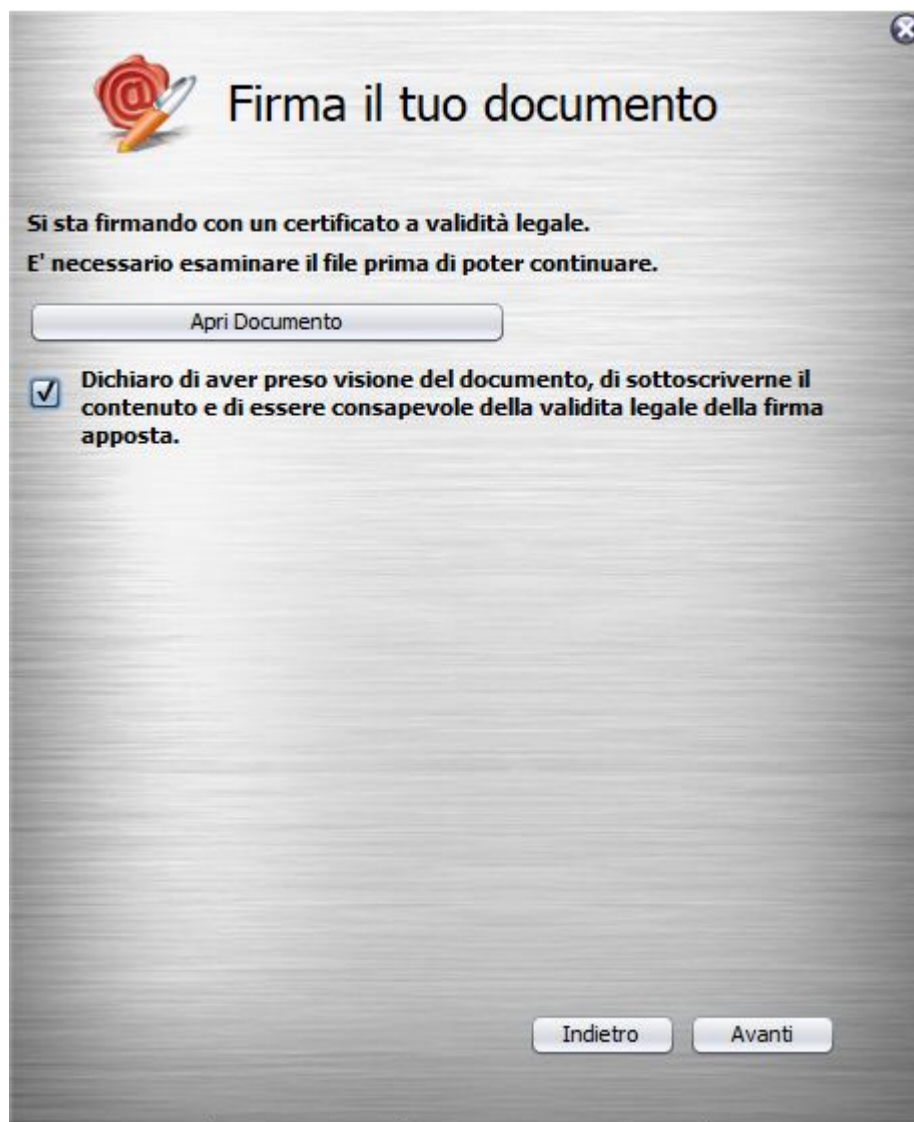 Firma il tuo documento
Si sta firmando con un certificato a validità legale.
E' necessario esaminare il file prima di poter continuare.
Apri Documento
Dichiaro di aver preso visione del documento, di sottoscriverne il
contenuto e di essere consapevole della validita legale della firma
apposta.
Indietro
Avanti